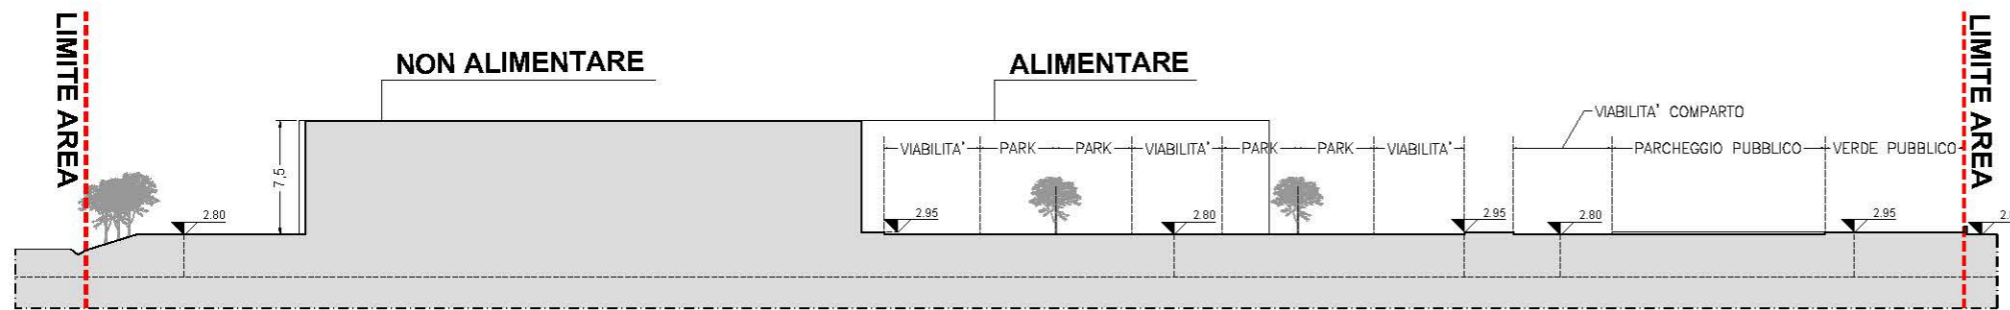 LIMITE AREA
NON ALIMENTARE
ALIMENTARE
LIMITE AREA
VIABILITA' COMPARTO
VIABILITA'
PARK
PARK
VIABILITA'
PARK
PARK
VIABILITA'
PARCHEGGIO PUBBLICO
VERDE PUBBLICO
7,5
2.80
2.95
2.80
2.95
2.80
2.95